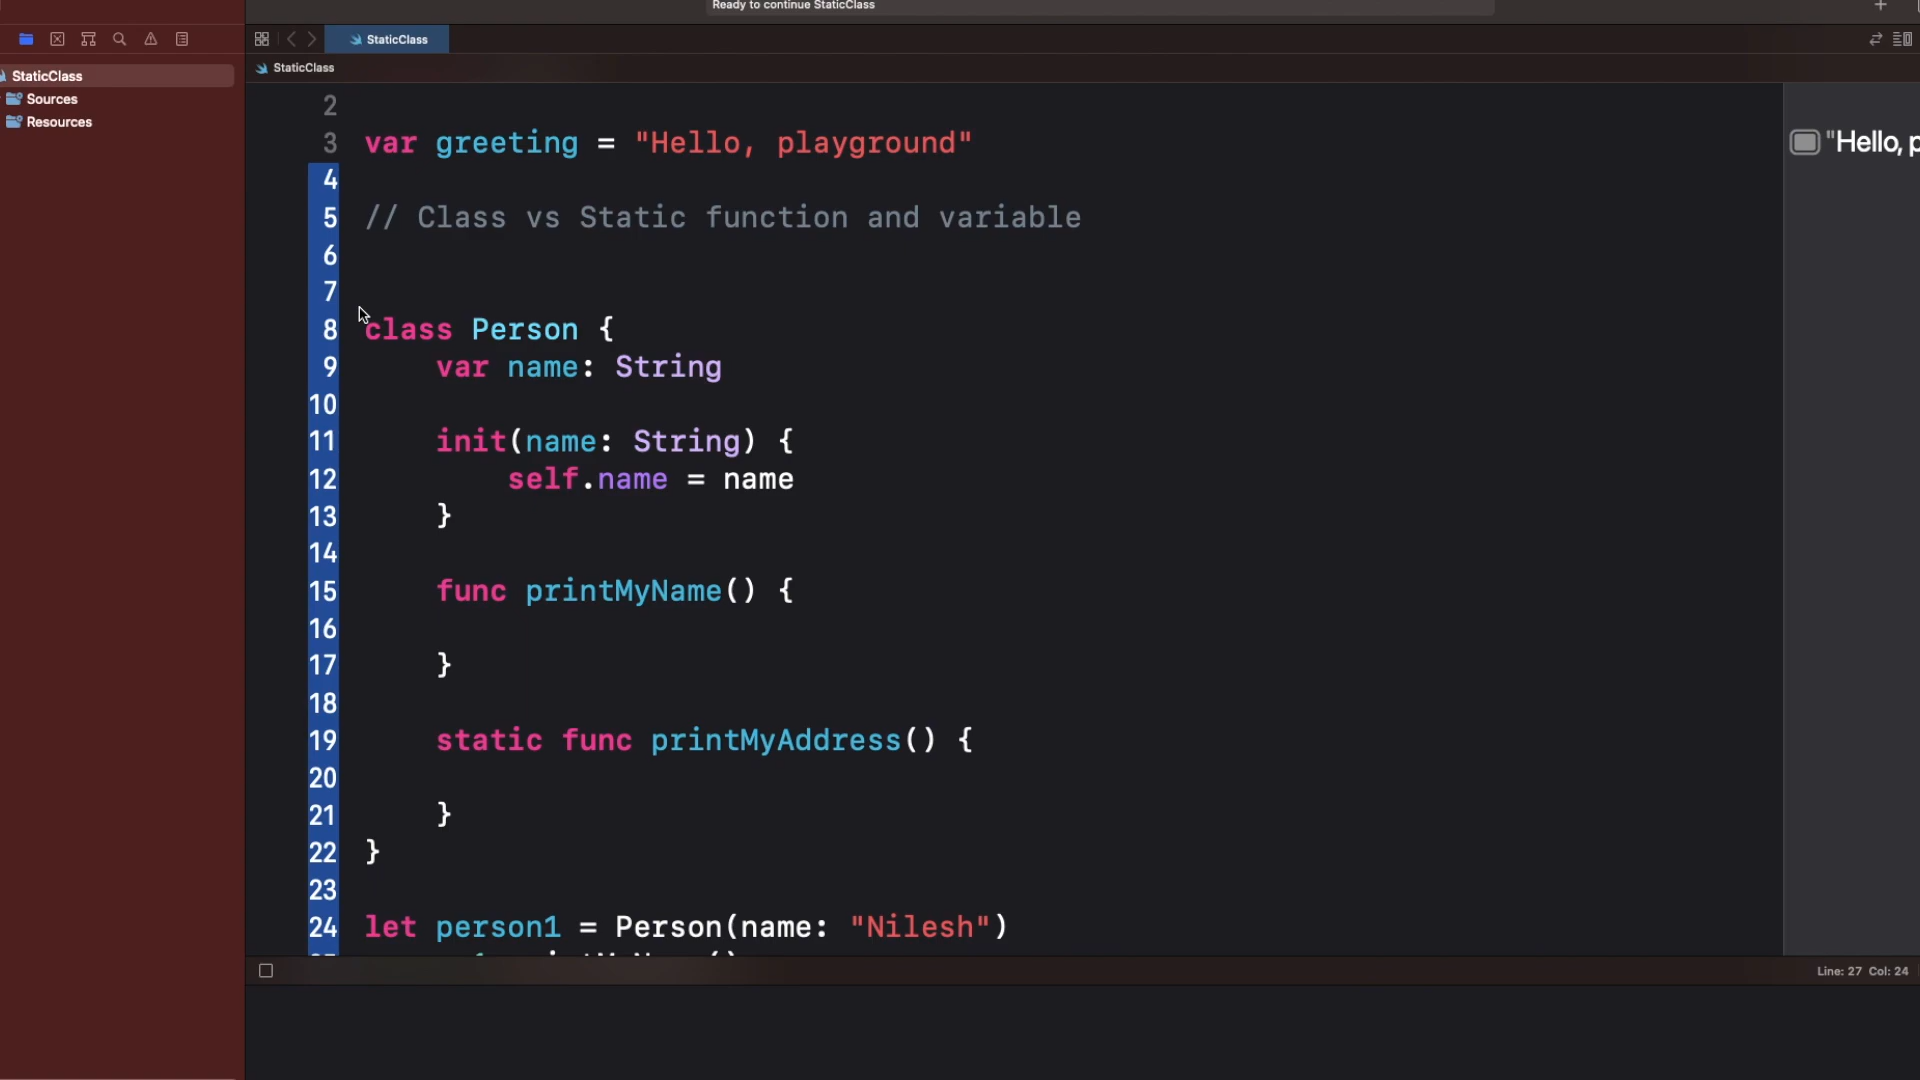 Ready to continue StaticClass
StaticClass
StaticClass
StaticClass
Sources
Resources
2
3 var greeting = "Hello, playground"
"Hello, p
4
5 // Class vs Static function and variable
6
7
8 class Person {
9 var name: String
10
11 init(name: String) {
12 self.name = name
13 }
14
15 func printMyName() {
16
17 }
18
19 static func printMyAddress() {
20
21 }
22 }
23
24 let person1 = Person(name: "Nilesh")
Line: 27 Col: 24